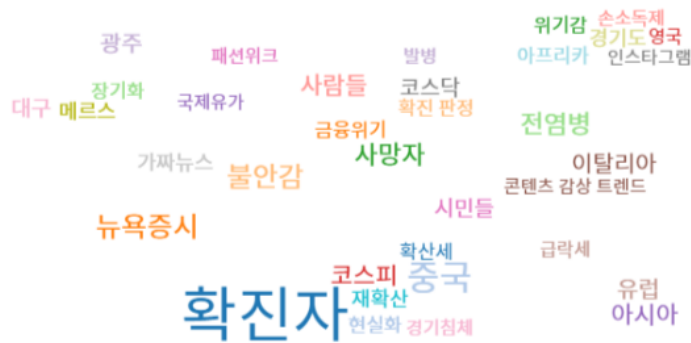 위기감 손소독제
광주 경기도 영국
패션위크 발병 아프리카 인스타그램
장기화 사람들 코스닥
대구 메르스 국제유가 확진 판정
금융위기 전염병
가짜뉴스 사망자 이탈리아
불안감 콘텐츠 감상 트렌드
시민들
뉴욕증시
확산세 급락세
코스피 중국 유럽
확진자 재확산 아시아
현실화 경기침체